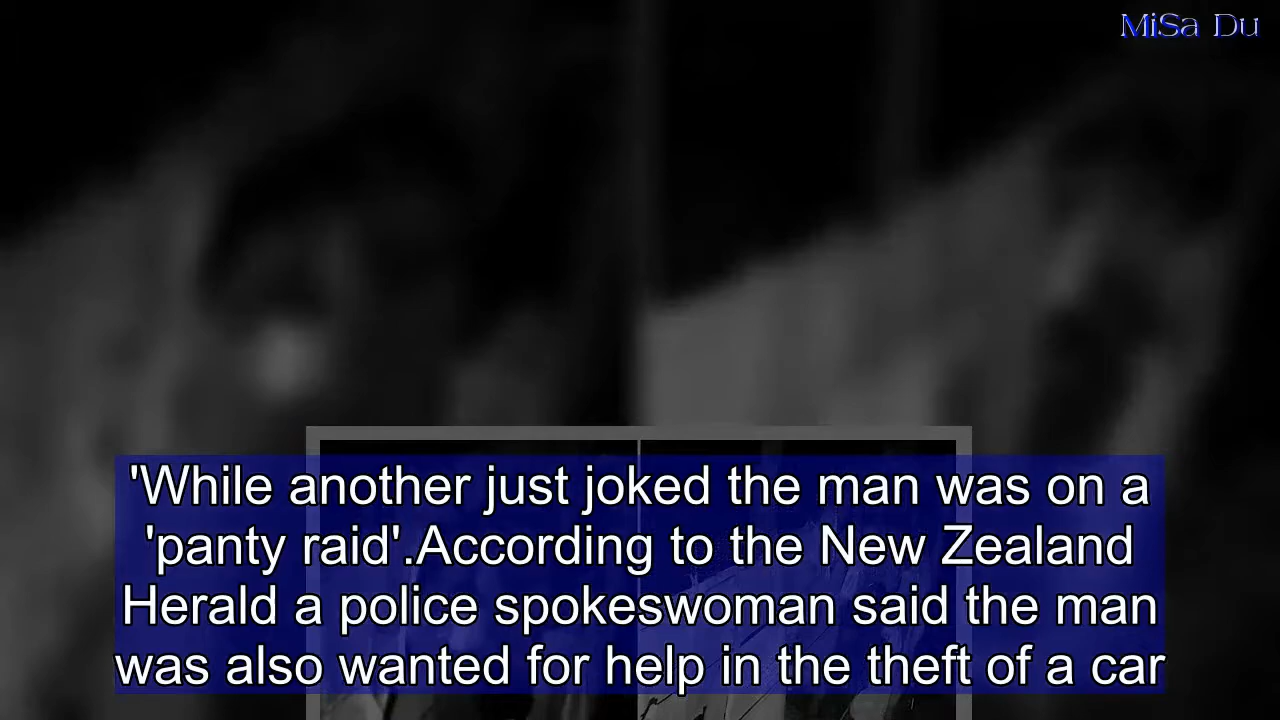 MiSa Du
'While another just joked the man was on a
'panty raid'.According to the New Zealand
Herald a police spokeswoman said the man
was also wanted for help in the theft of a car